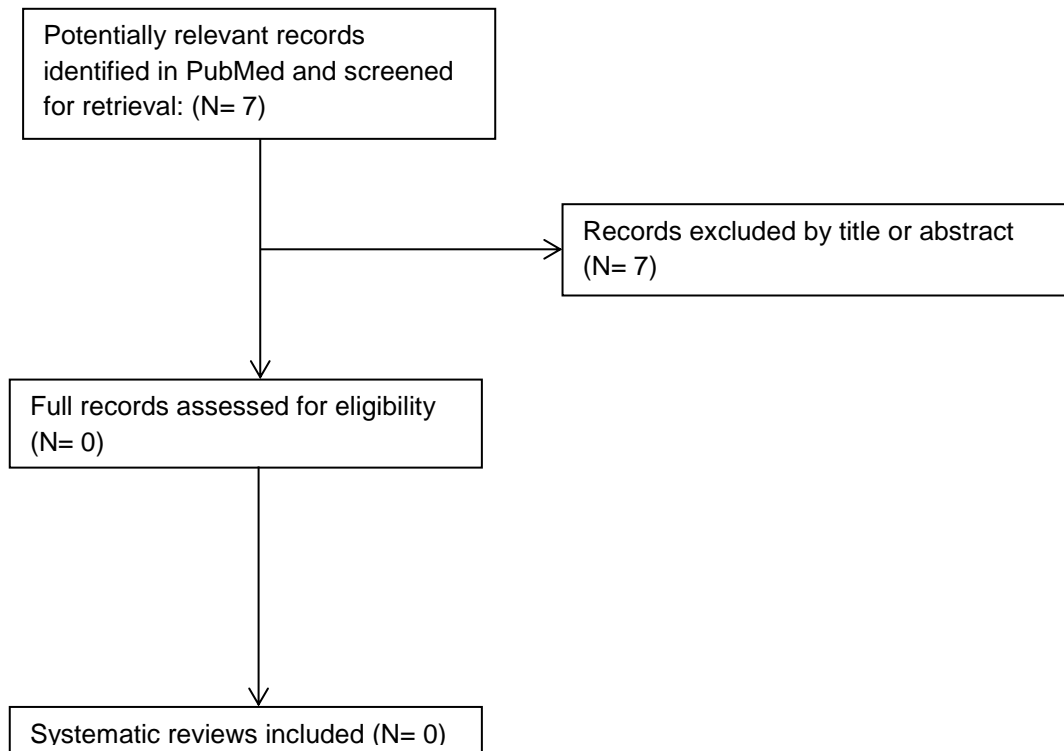 Potentially relevant records
identified in PubMed and screened
for retrieval: (N= 7)
Records excluded by title or abstract
(N= 7)
Full records assessed for eligibility
(N= 0)
Systematic reviews included (N= 0)